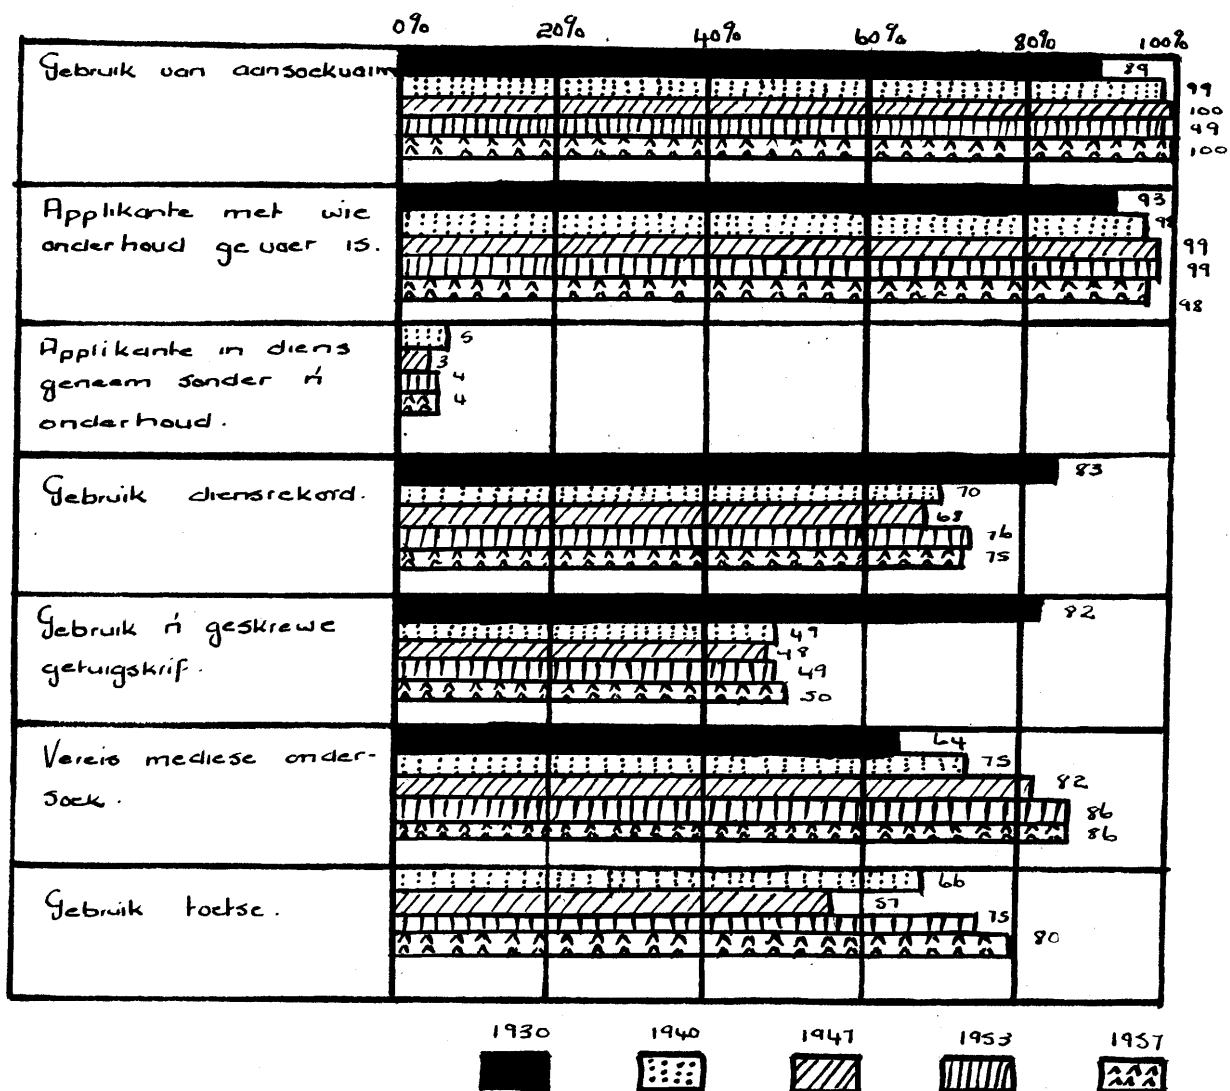 0% 20% 40% 60% 80% 100%
Gebruik van aansoekvorm
89
99
100
49
100
Applikante met wie
onderhoud gevoer is.
93
98
99
99
98
Applikante in diens
geneem sonder 'n
onderhoud.
5
3
4
4
Gebruik diensrekord.
83
70
68
76
75
Gebruik 'n geskrewe
getuigskrif.
82
49
48
49
50
Vereis mediese onder-
soek.
64
75
82
86
86
Gebruik toetse.
66
57
75
80
1930 1940 1947 1953 1957